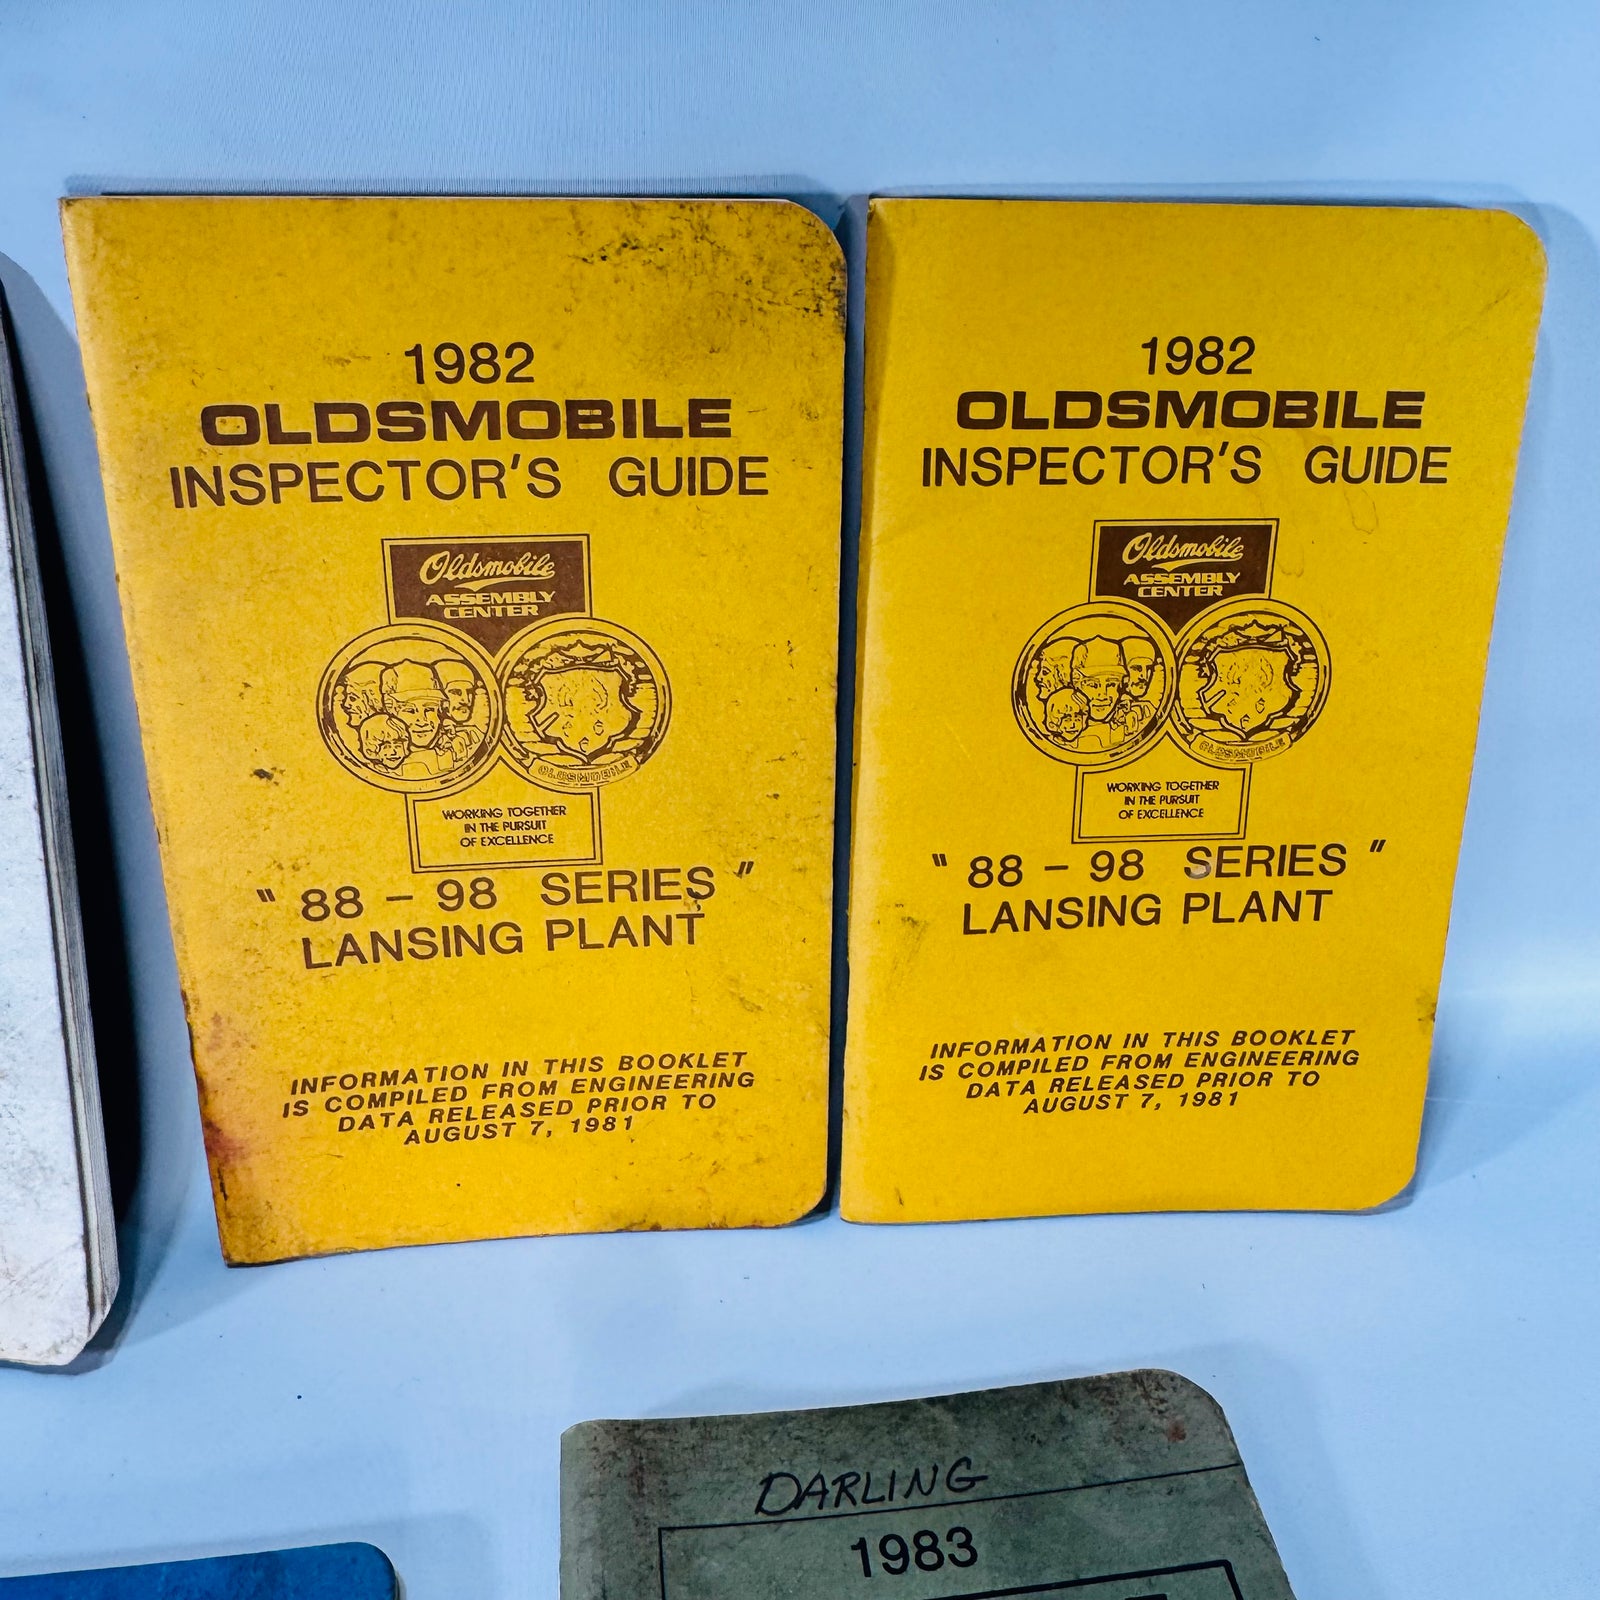 1982
OLDSMOBILE
INSPECTOR'S GUIDE
Oldsmobile
ASSEMBLY
CENTER
OLDSMOBILE
WORKING TOGETHER
IN THE PURSUIT
OF EXCELLENCE
" 88 – 98 SERIES "
LANSING PLANT
INFORMATION IN THIS BOOKLET
IS COMPILED FROM ENGINEERING
DATA RELEASED PRIOR TO
AUGUST 7, 1981
1982
OLDSMOBILE
INSPECTOR'S GUIDE
Oldsmobile
ASSEMBLY
CENTER
OLDSMOBILE
WORKING TOGETHER
IN THE PURSUIT
OF EXCELLENCE
" 88 – 98 SERIES "
LANSING PLANT
INFORMATION IN THIS BOOKLET
IS COMPILED FROM ENGINEERING
DATA RELEASED PRIOR TO
AUGUST 7, 1981
DARLING
1983